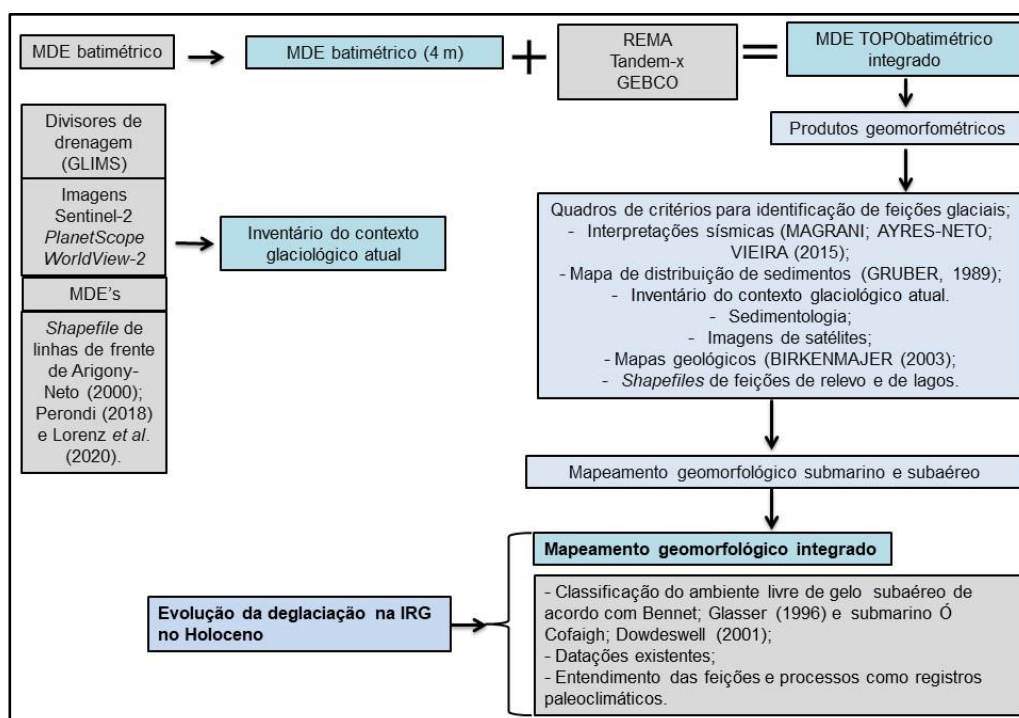 MDE batimétrico
MDE batimétrico (4 m)
+
REMA
Tandem-x
GEBCO
=
MDE TOPObatimétrico
integrado
Produtos geomorfométricos
Divisores de
drenagem
(GLIMS)
Imagens
Sentinel-2
PlanetScope
WorldView-2
MDE's
Shapefile de
linhas de frente
de Arigony-
Neto (2000);
Perondi (2018)
e Lorenz et al.
(2020).
Inventário do contexto
glaciológico atual
Quadros de critérios para identificação de feições glaciais;
- Interpretações sísmicas (MAGRANI; AYRES-NETO;
VIEIRA (2015);
- Mapa de distribuição de sedimentos (GRUBER, 1989);
- Inventário do contexto glaciológico atual.
- Sedimentologia;
- Imagens de satélites;
- Mapas geológicos (BIRKENMAJER (2003);
- Shapefiles de feições de relevo e de lagos.
Mapeamento geomorfológico submarino e subaéreo
Mapeamento geomorfológico integrado
- Classificação do ambiente livre de gelo subaéreo de
acordo com Bennet; Glasser (1996) e submarino Ó
Cofaigh; Dowdeswell (2001);
- Datações existentes;
- Entendimento das feições e processos como registros
paleoclimáticos.
Evolução da deglaciação na IRG
no Holoceno